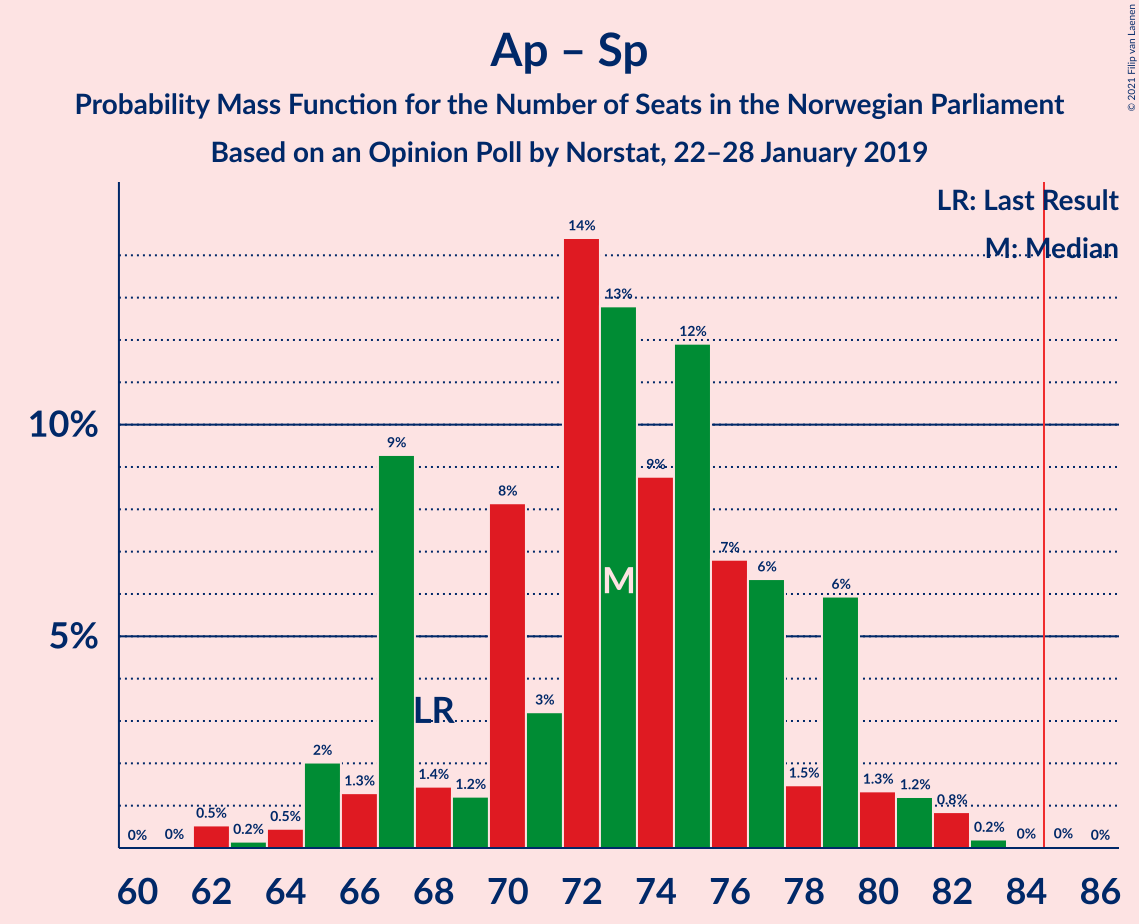 Ap – Sp
Probability Mass Function for the Number of Seats in the Norwegian Parliament
Based on an Opinion Poll by Norstat, 22–28 January 2019
© 2021 Filip van Laenen
LR: Last Result
M: Median
10%
5%
0% 0% 0.5% 0.2% 0.5% 2% 1.3% 9% 1.4% 1.2% 8% 3% 14% 13% 9% 12% 7% 6% 1.5% 6% 1.3% 1.2% 0.8% 0.2% 0% 0% 0%
LR
M
60 62 64 66 68 70 72 74 76 78 80 82 84 86